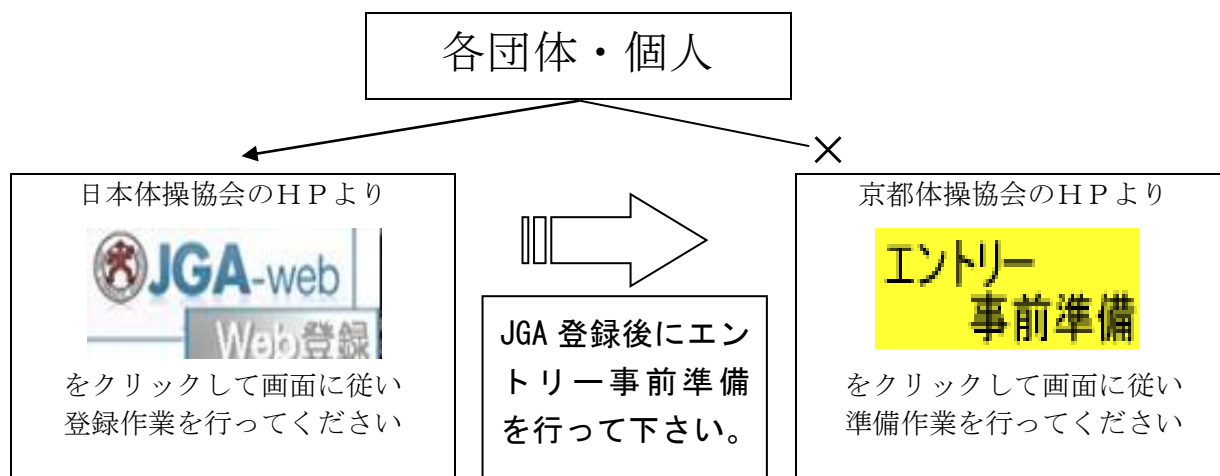 各団体・個人
日本体操協会のＨＰより
JGA-web
Web登録
をクリックして画面に従い
登録作業を行ってください
JGA 登録後にエン
トリー事前準備
を行って下さい。
京都体操協会のＨＰより
エントリー
事前準備
をクリックして画面に従い
準備作業を行ってください